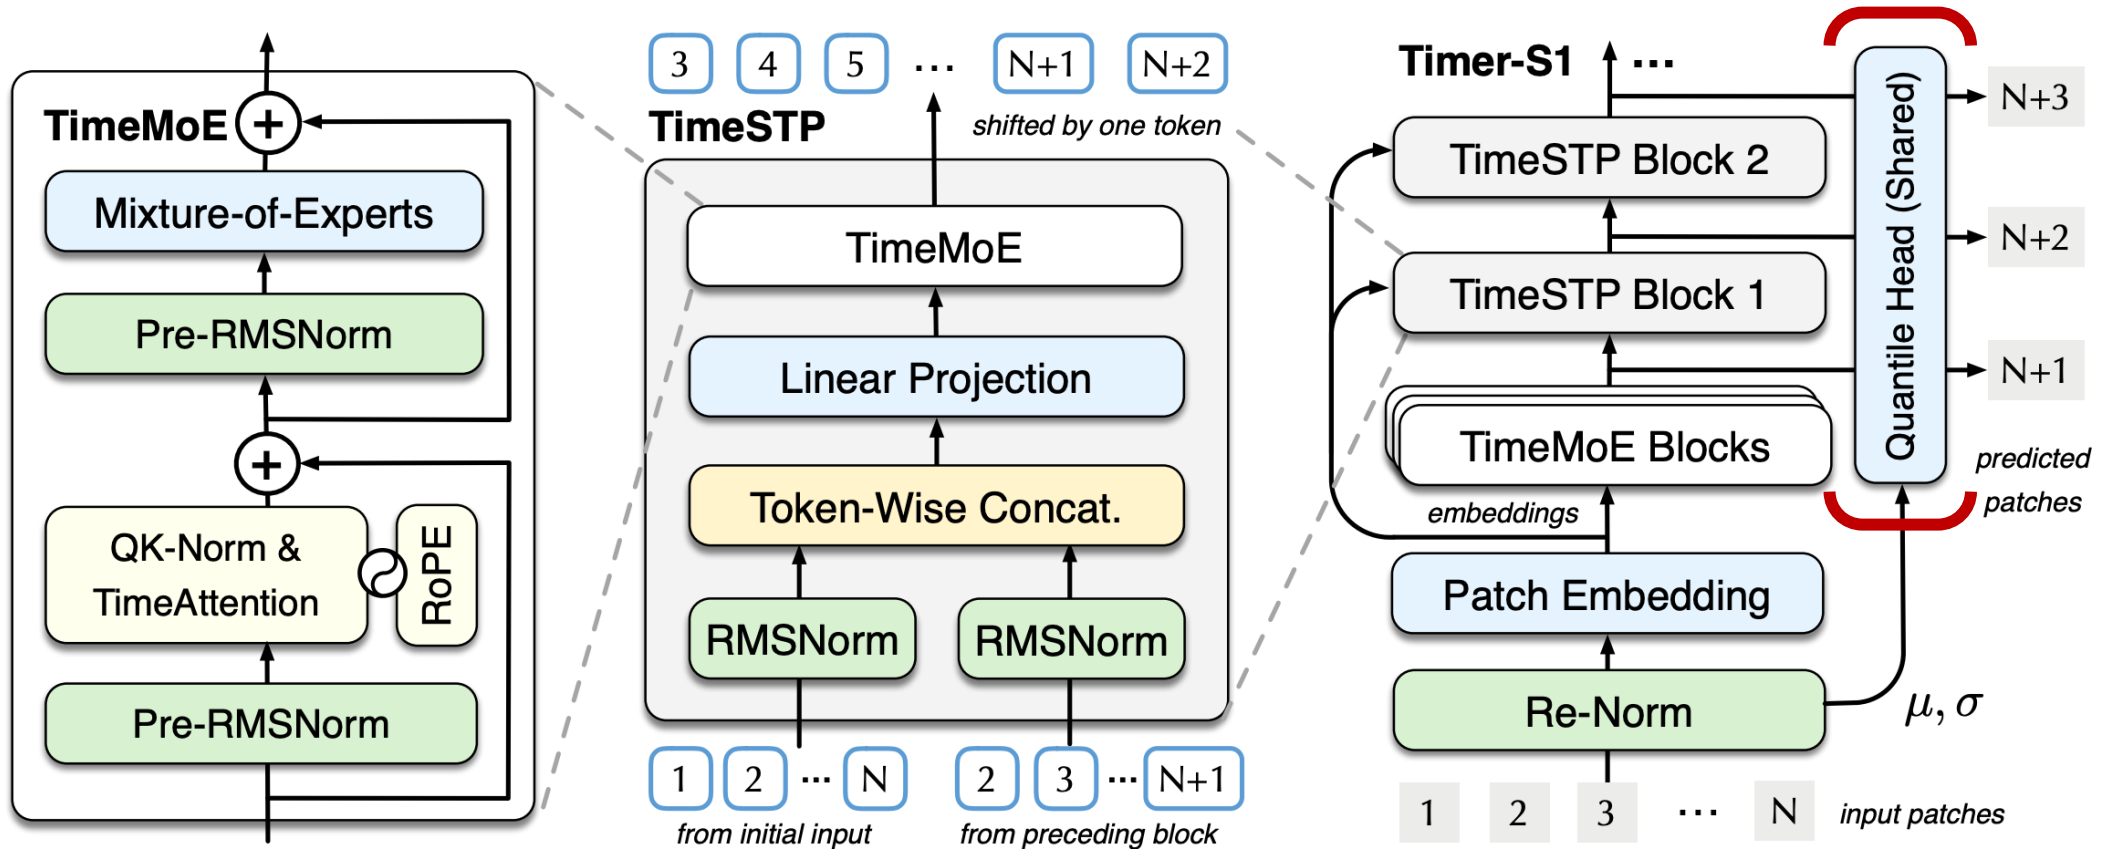 TimeMoE
Mixture-of-Experts
Pre-RMSNorm
QK-Norm &
TimeAttention
RoPE
Pre-RMSNorm
3 4 5 ... N+1 N+2
TimeSTP
shifted by one token
TimeMoE
Linear Projection
Token-Wise Concat.
RMSNorm RMSNorm
1 2 ... N 2 3 ... N+1
from initial input from preceding block
Timer-S1 ...
TimeSTP Block 2
TimeSTP Block 1
TimeMoE Blocks
embeddings
Patch Embedding
Re-Norm
μ, σ
1 2 3 ... N input patches
Quantile Head (Shared)
N+3
N+2
N+1
predicted
patches